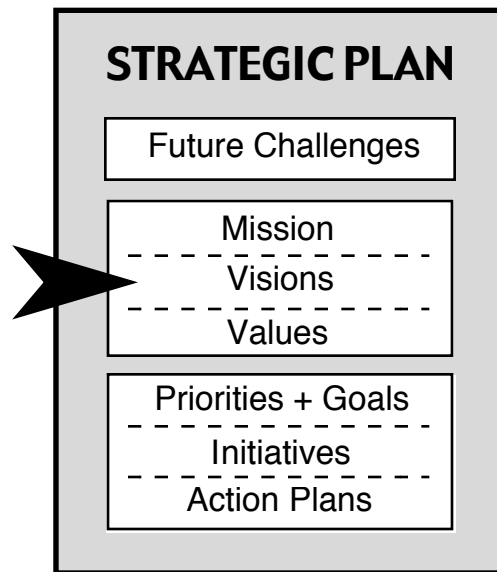 STRATEGIC PLAN
Future Challenges
Mission
Visions
Values
Priorities + Goals
Initiatives
Action Plans